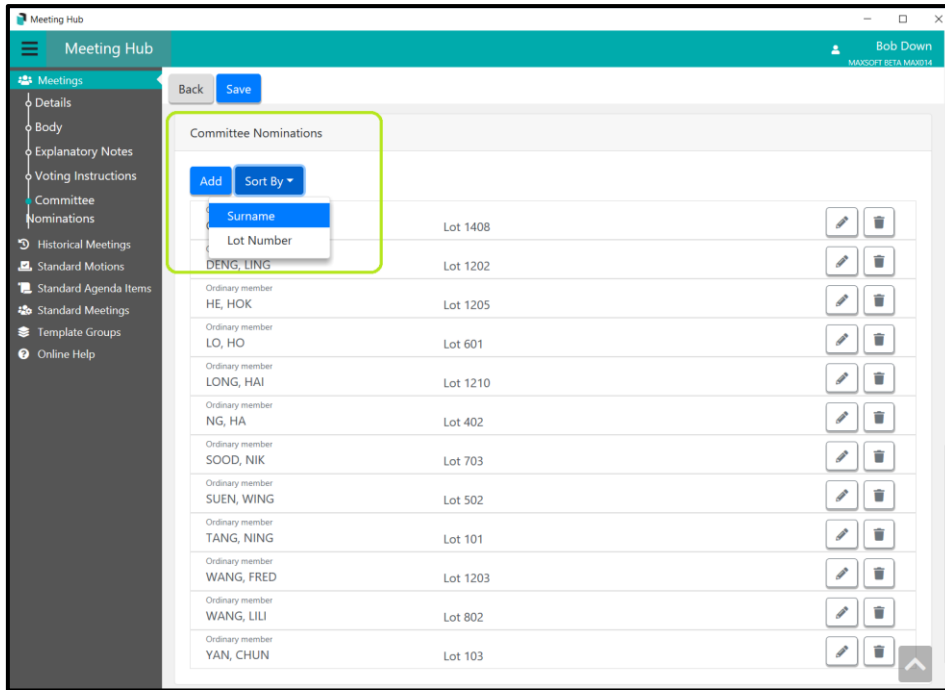 Meeting Hub
Meeting Hub
Bob Down
MAXSOFT BETA MAX014
Meetings
Details
Body
Explanatory Notes
Voting Instructions
Committee
Nominations
Historical Meetings
Standard Motions
Standard Agenda Items
Standard Meetings
Template Groups
Online Help
Back Save
Committee Nominations
Add Sort By
Surname
Lot Number
Lot 1408
DENG, LING Lot 1202
Ordinary member
HE, HOK Lot 1205
Ordinary member
LO, HO Lot 601
Ordinary member
LONG, HAI Lot 1210
Ordinary member
NG, HA Lot 402
Ordinary member
SOOD, NIK Lot 703
Ordinary member
SUEN, WING Lot 502
Ordinary member
TANG, NING Lot 101
Ordinary member
WANG, FRED Lot 1203
Ordinary member
WANG, LILI Lot 802
Ordinary member
YAN, CHUN Lot 103